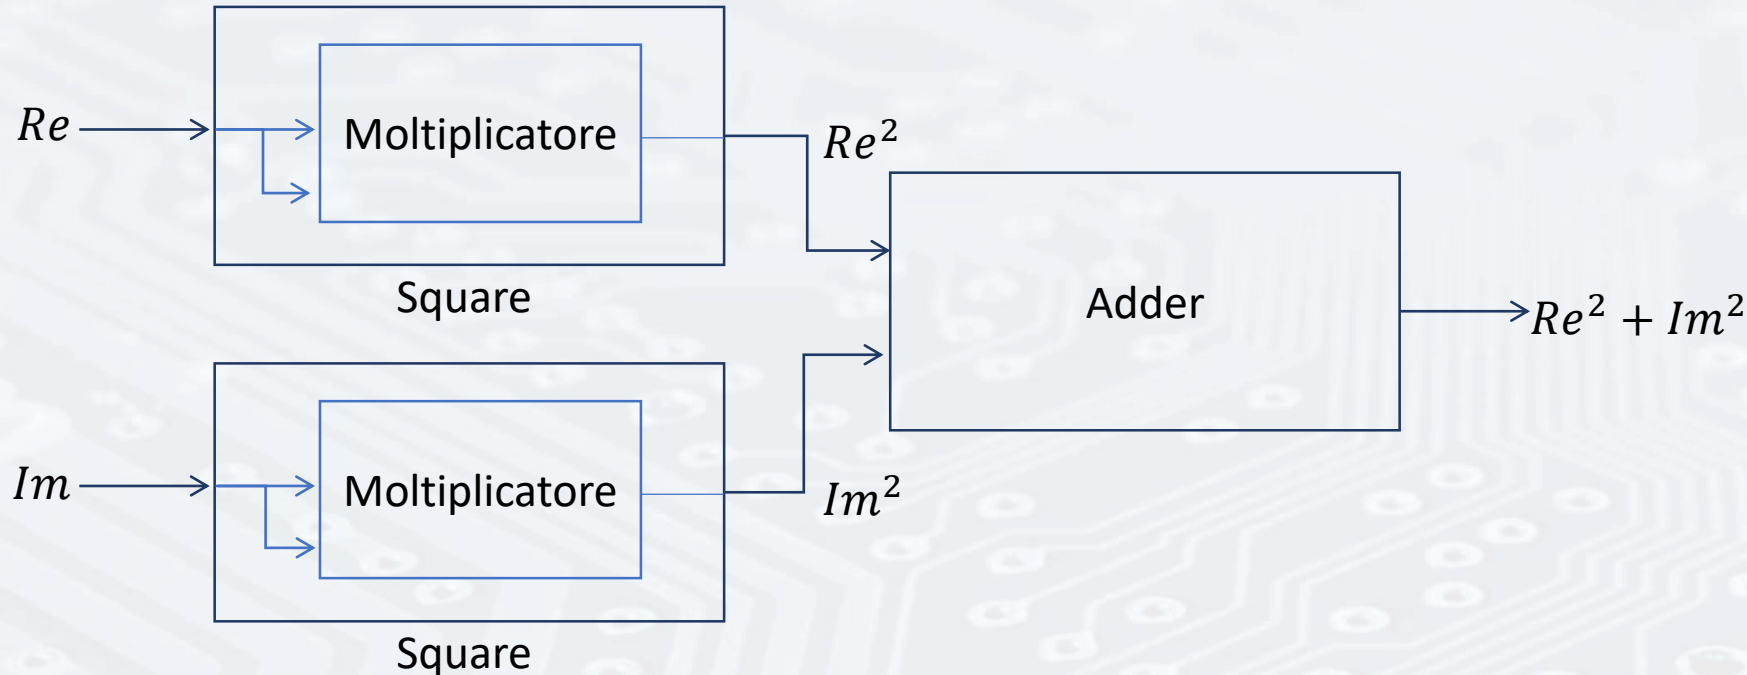 Re
Moltiplicatore
Re²
Square
Adder
Re² + Im²
Im
Moltiplicatore
Im²
Square